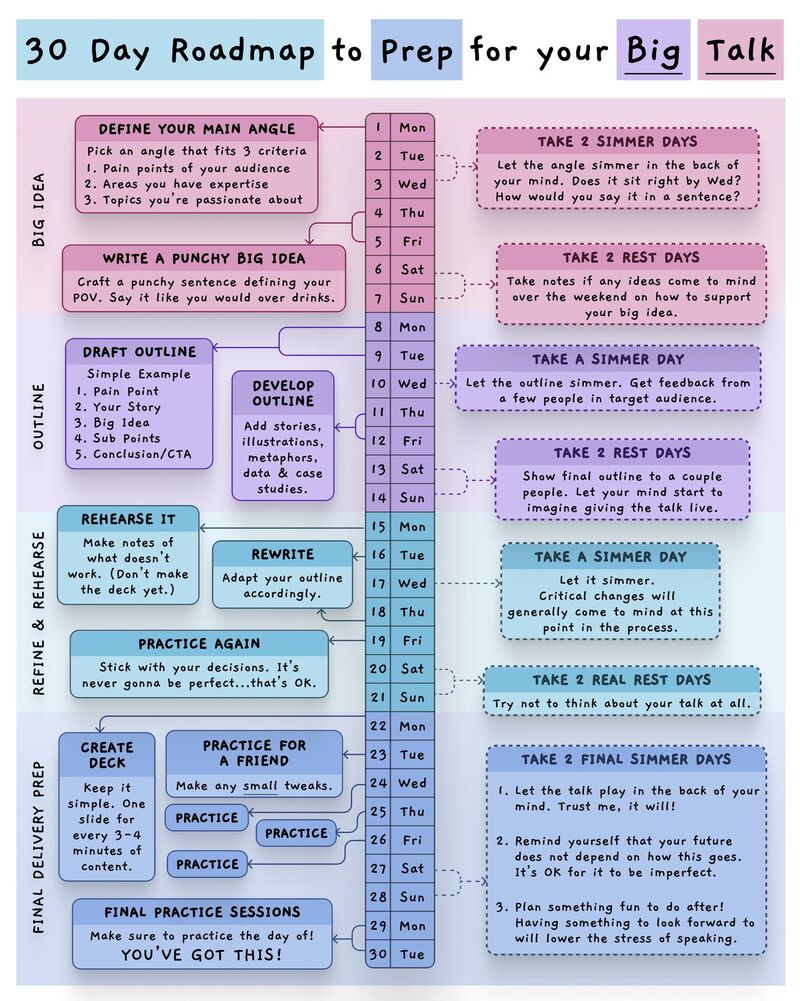 30 Day Roadmap to Prep for your Big Talk
BIG IDEA
DEFINE YOUR MAIN ANGLE
Pick an angle that fits 3 criteria
1. Pain points of your audience
2. Areas you have expertise
3. Topics you're passionate about
WRITE A PUNCHY BIG IDEA
Craft a punchy sentence defining your
POV. Say it like you would over drinks.
1 Mon
2 Tue
3 Wed
4 Thu
5 Fri
6 Sat
7 Sun
TAKE 2 SIMMER DAYS
Let the angle simmer in the back of
your mind. Does it sit right by Wed?
How would you say it in a sentence?
TAKE 2 REST DAYS
Take notes if any ideas come to mind
over the weekend on how to support
your big idea.
OUTLINE
DRAFT OUTLINE
Simple Example
1. Pain Point
2. Your Story
3. Big Idea
4. Sub Points
5. Conclusion/CTA
DEVELOP
OUTLINE
Add stories,
illustrations,
metaphors,
data & case
studies.
8 Mon
9 Tue
10 Wed
11 Thu
12 Fri
13 Sat
14 Sun
TAKE A SIMMER DAY
Let the outline simmer. Get feedback from
a few people in target audience.
TAKE 2 REST DAYS
Show final outline to a couple
people. Let your mind start to
imagine giving the talk live.
REFINE & REHEARSE
REHEARSE IT
Make notes of
what doesn't
work. (Don't make
the deck yet.)
REWRITE
Adapt your outline
accordingly.
PRACTICE AGAIN
Stick with your decisions. It's
never gonna be perfect...that's OK.
15 Mon
16 Tue
17 Wed
18 Thu
19 Fri
20 Sat
21 Sun
TAKE A SIMMER DAY
Let it simmer.
Critical changes will
generally come to mind at this
point in the process.
TAKE 2 REAL REST DAYS
Try not to think about your talk at all.
FINAL DELIVERY PREP
CREATE
DECK
Keep it
simple. One
slide for
every 3-4
minutes of
content.
PRACTICE FOR
A FRIEND
Make any small tweaks.
PRACTICE
PRACTICE
PRACTICE
FINAL PRACTICE SESSIONS
Make sure to practice the day of!
YOU'VE GOT THIS!
22 Mon
23 Tue
24 Wed
25 Thu
26 Fri
27 Sat
28 Sun
29 Mon
30 Tue
TAKE 2 FINAL SIMMER DAYS
1. Let the talk play in the back of your
mind. Trust me, it will!
2. Remind yourself that your future
does not depend on how this goes.
It's OK for it to be imperfect.
3. Plan something fun to do after!
Having something to look forward to
will lower the stress of speaking.